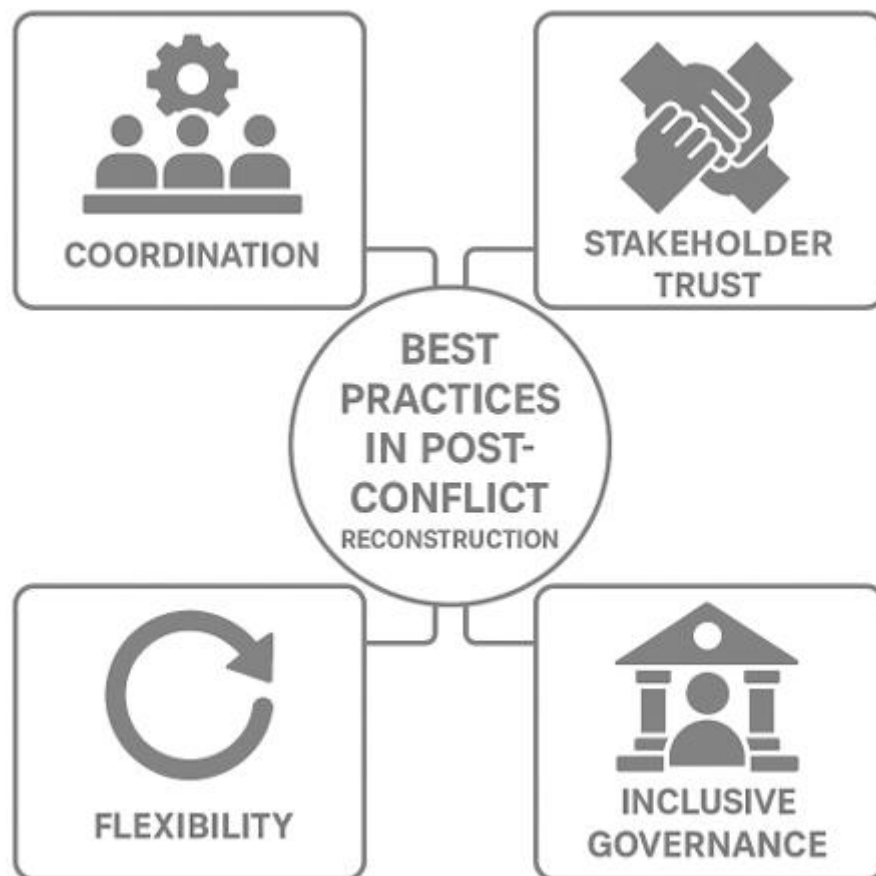 COORDINATION
STAKEHOLDER
TRUST
BEST
PRACTICES
IN POST-
CONFLICT
RECONSTRUCTION
FLEXIBILITY
INCLUSIVE
GOVERNANCE